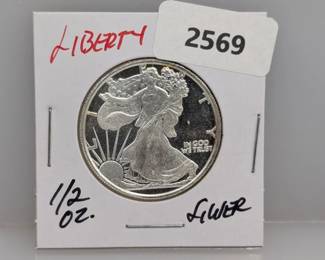 LIBERTY
2569
IN GOD
WE TRUST
1/2
OZ.
SILVER